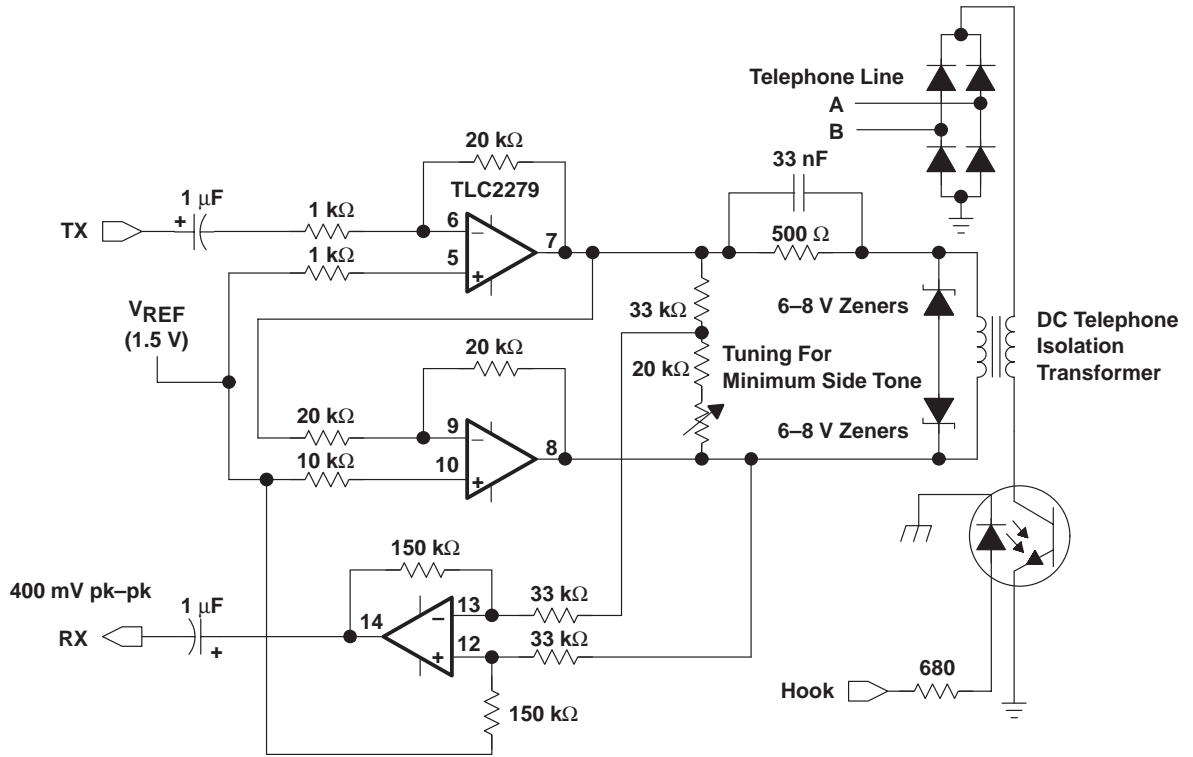 Telephone Line
A
B
20 kΩ
33 nF
TLC2279
1 μF
+
TX
1 kΩ
6
–
7
500 Ω
1 kΩ
5
+
VREF
(1.5 V)
33 kΩ
6–8 V Zeners
DC Telephone
Isolation
Transformer
20 kΩ
20 kΩ
Tuning For
Minimum Side Tone
20 kΩ
9
–
8
6–8 V Zeners
10 kΩ
10
+
150 kΩ
400 mV pk–pk
1 μF
14
–
13
33 kΩ
RX
+
+
12
33 kΩ
680
Hook
150 kΩ